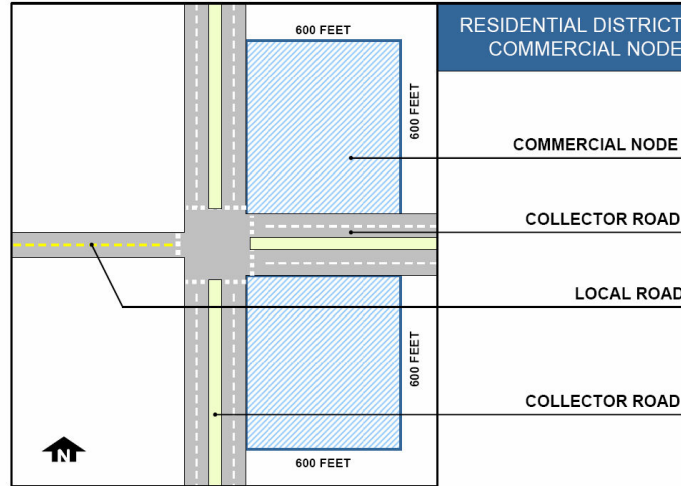 RESIDENTIAL DISTRICT
COMMERCIAL NODE
600 FEET
600 FEET
COMMERCIAL NODE
COLLECTOR ROAD
LOCAL ROAD
600 FEET
COLLECTOR ROAD
N
600 FEET